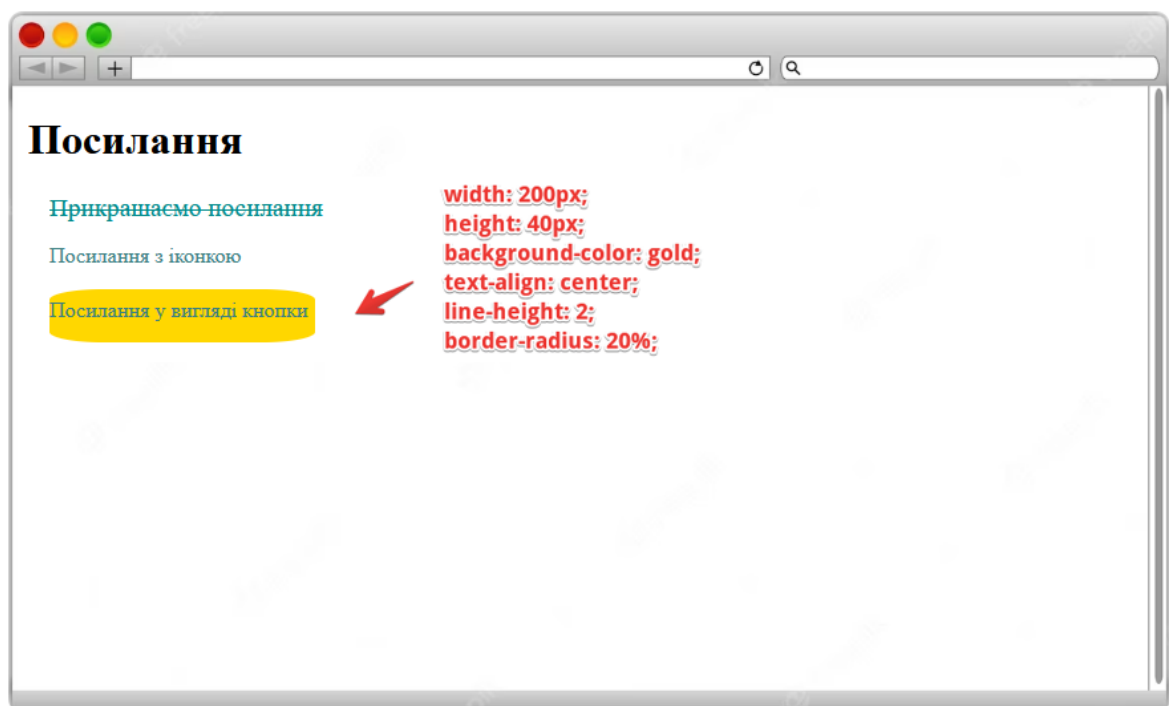 Посилання
Прикрашаємо посилання
Посилання з іконкою
Посилання у вигляді кнопки
width: 200px;
height: 40px;
background-color: gold;
text-align: center;
line-height: 2;
border-radius: 20%;